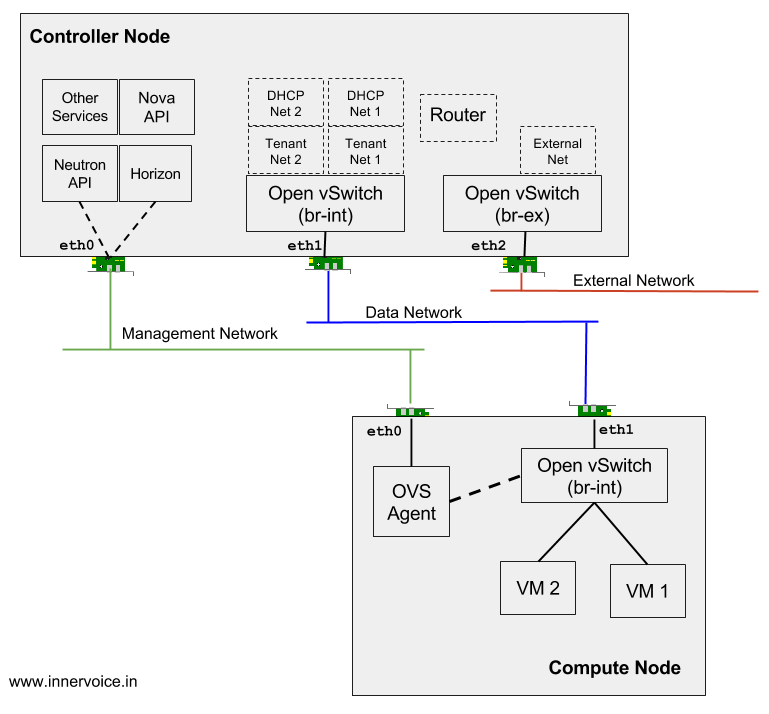 Controller Node
Other
Services
Nova
API
Neutron
API
Horizon
DHCP
Net 2
DHCP
Net 1
Tenant
Net 2
Tenant
Net 1
Open vSwitch
(br-int)
Router
External
Net
Open vSwitch
(br-ex)
eth0
eth1
eth2
External Network
Data Network
Management Network
eth0
eth1
OVS
Agent
Open vSwitch
(br-int)
VM 2
VM 1
Compute Node
www.innervoice.in